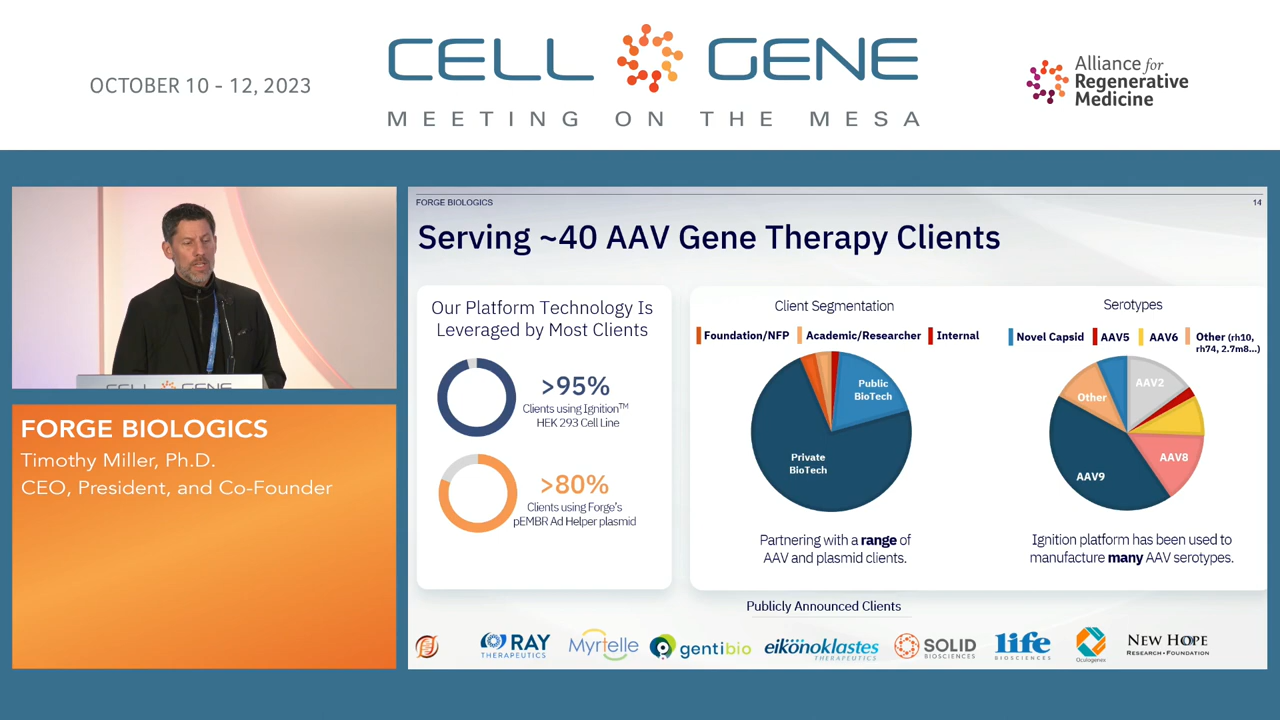 OCTOBER 10 - 12, 2023
CELL GENE
MEETING ON THE MESA
Alliance for
Regenerative
Medicine
CELL GENE
FORGE BIOLOGICS
Timothy Miller, Ph.D.
CEO, President, and Co-Founder
FORGE BIOLOGICS
14
Serving ~40 AAV Gene Therapy Clients
Our Platform Technology Is
Leveraged by Most Clients
>95%
Clients using Ignition™
HEK 293 Cell Line
>80%
Clients using Forge's
pEMBR Ad Helper plasmid
Client Segmentation
Foundation/NFP
Academic/Researcher
Internal
Public
BioTech
Private
BioTech
Partnering with a range of
AAV and plasmid clients.
Serotypes
Novel Capsid
AAV5
AAV6
Other (rh10,
rh74, 2.7m8...)
Other
AAV2
AAV8
AAV9
Ignition platform has been used to
manufacture many AAV serotypes.
Publicly Announced Clients
RAY
THERAPEUTICS
Myrtelle
gentibio
eikōnoklastes
THERAPEUTICS
SOLID
BIOSCIENCES
life
BIOSCIENCES
Oculogenex
NEW HOPE
RESEARCH • FOUNDATION